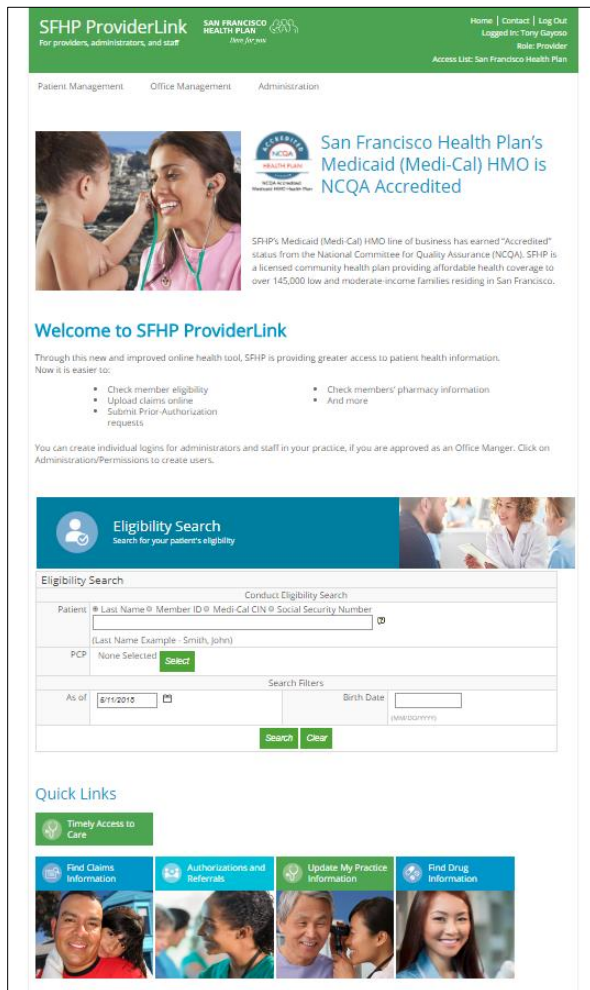 SFHP ProviderLink
For providers, administrators, and staff
SAN FRANCISCO
HEALTH PLAN
Here for you
Home | Contact | Log Out
Logged In: Tony Gayoso
Role: Provider
Access List: San Francisco Health Plan
Patient Management Office Management Administration
ACCREDITED
NCQA
HEALTH PLAN
NCQA Accredited
Medicaid HMO Health Plan
San Francisco Health Plan's
Medicaid (Medi-Cal) HMO is
NCQA Accredited
SFHP's Medicaid (Medi-Cal) HMO line of business has earned "Accredited"
status from the National Committee for Quality Assurance (NCQA). SFHP is
a licensed community health plan providing affordable health coverage to
over 145,000 low and moderate-income families residing in San Francisco.
Welcome to SFHP ProviderLink
Through this new and improved online health tool, SFHP is providing greater access to patient health information.
Now it is easier to:
Check member eligibility
Upload claims online
Submit Prior-Authorization
requests
Check members' pharmacy information
And more
You can create individual logins for administrators and staff in your practice, if you are approved as an Office Manger. Click on
Administration/Permissions to create users.
Eligibility Search
Search for your patient's eligibility
Eligibility Search
Conduct Eligibility Search
Patient Last Name Member ID Medi-Cal CIN Social Security Number
(Last Name Example - Smith, John)
PCP None Selected Select
Search Filters
As of 6/11/2018 Birth Date
(MM/DD/YYYY)
Search Clear
Quick Links
Timely Access to
Care
Find Claims
Information
Authorizations and
Referrals
Update My Practice
Information
Find Drug
Information